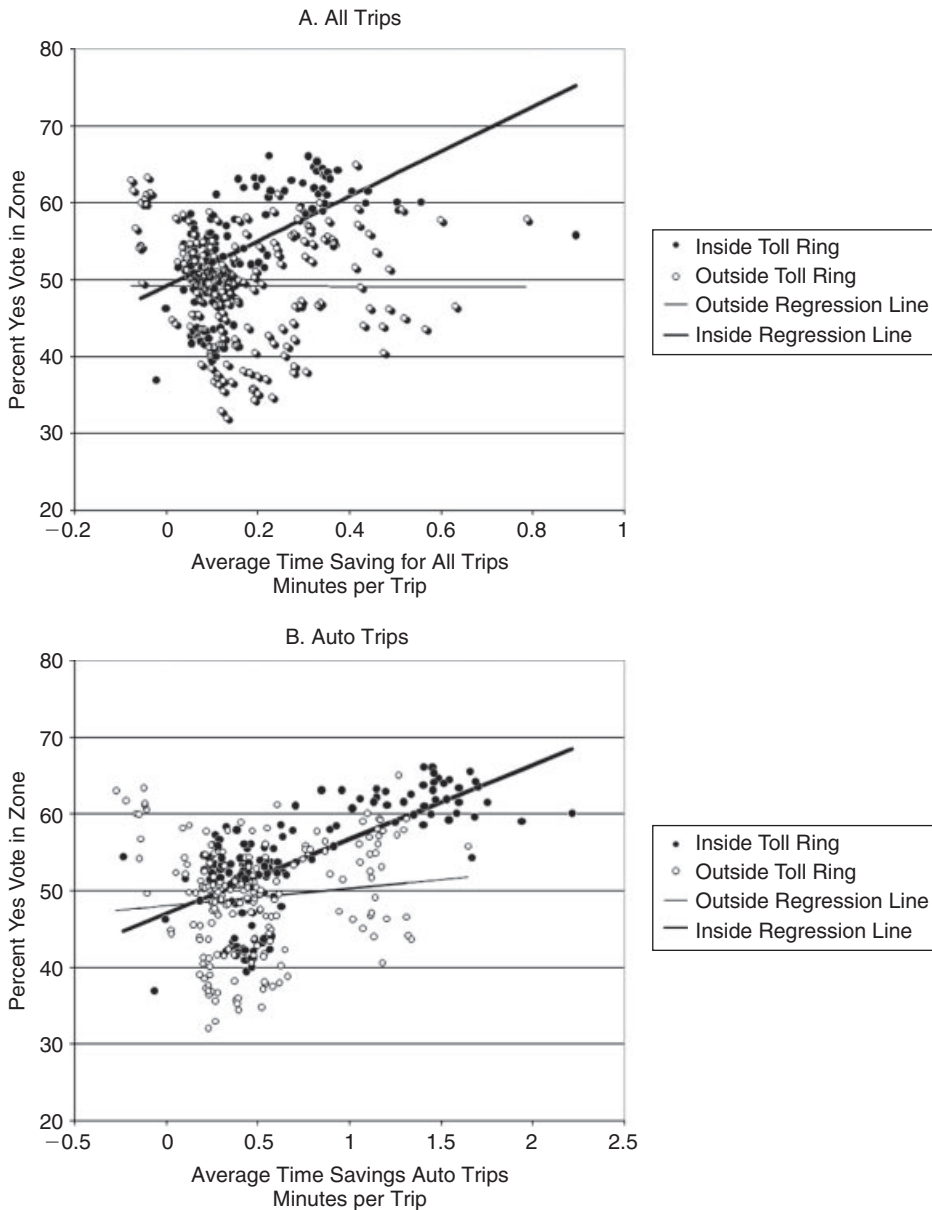 A. All Trips
80
70
60
50
40
30
20
−0.2
0
0.2
0.4
0.6
0.8
1
Percent Yes Vote in Zone
Average Time Saving for All Trips
Minutes per Trip
Inside Toll Ring
Outside Toll Ring
Outside Regression Line
Inside Regression Line
B. Auto Trips
80
70
60
50
40
30
20
−0.5
0
0.5
1
1.5
2
2.5
Percent Yes Vote in Zone
Average Time Savings Auto Trips
Minutes per Trip
Inside Toll Ring
Outside Toll Ring
Outside Regression Line
Inside Regression Line